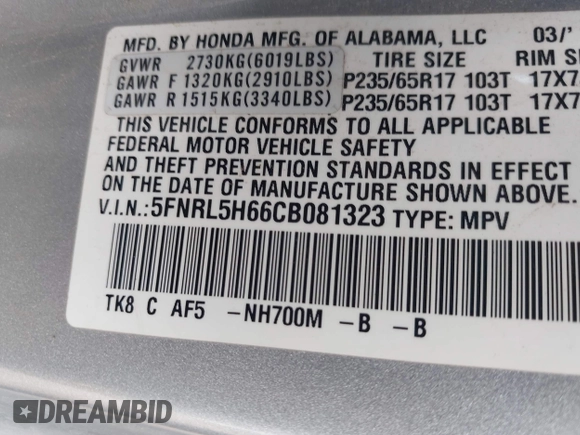 MFD. BY HONDA MFG. OF ALABAMA, LLC 03/
GVWR 2730KG(6019LBS) TIRE SIZE RIM S
GAWR F 1320KG(2910LBS) P235/65R17 103T 17X7
GAWR R 1515KG(3340LBS) P235/65R17 103T 17X7
THIS VEHICLE CONFORMS TO ALL APPLICABLE
FEDERAL MOTOR VEHICLE SAFETY
AND THEFT PREVENTION STANDARDS IN EFFECT
ON THE DATE OF MANUFACTURE SHOWN ABOVE.
V.I.N.:5FNRL5H66CB081323 TYPE: MPV
TK8 C AF5 -NH700M -B -B
DREAMBID